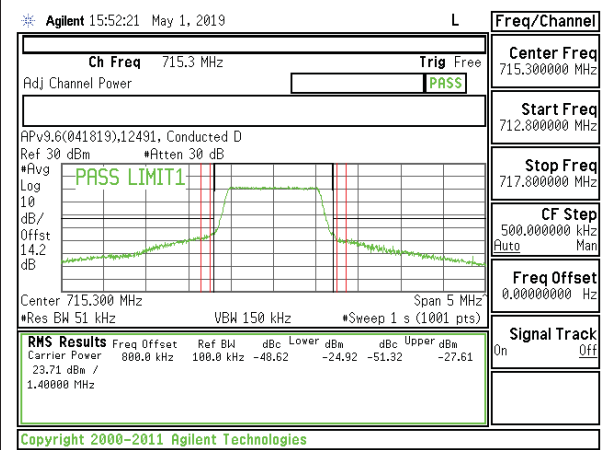 Agilent 15:52:21 May 1, 2019 L
Freq/Channel
Ch Freq 715.3 MHz Trig Free
Adj Channel Power PASS
APv9.6(041819),12491, Conducted D
Ref 30 dBm #Atten 30 dB
#Avg
Log
10
dB/
Offst
14.2
dB
PASS LIMIT1
Center 715.300 MHz Span 5 MHz^
#Res BW 51 kHz VBW 150 kHz #Sweep 1 s (1001 pts)
RMS Results Freq Offset Ref BW dBc Lower dBm dBc Upper dBm
Carrier Power 800.0 kHz 100.0 kHz -48.62 -24.92 -51.32 -27.61
23.71 dBm /
1.40000 MHz
Center Freq
715.300000 MHz
Start Freq
712.800000 MHz
Stop Freq
717.800000 MHz
CF Step
500.000000 kHz
Auto Man
Freq Offset
0.00000000 Hz
Signal Track
On Off
Copyright 2000-2011 Agilent Technologies